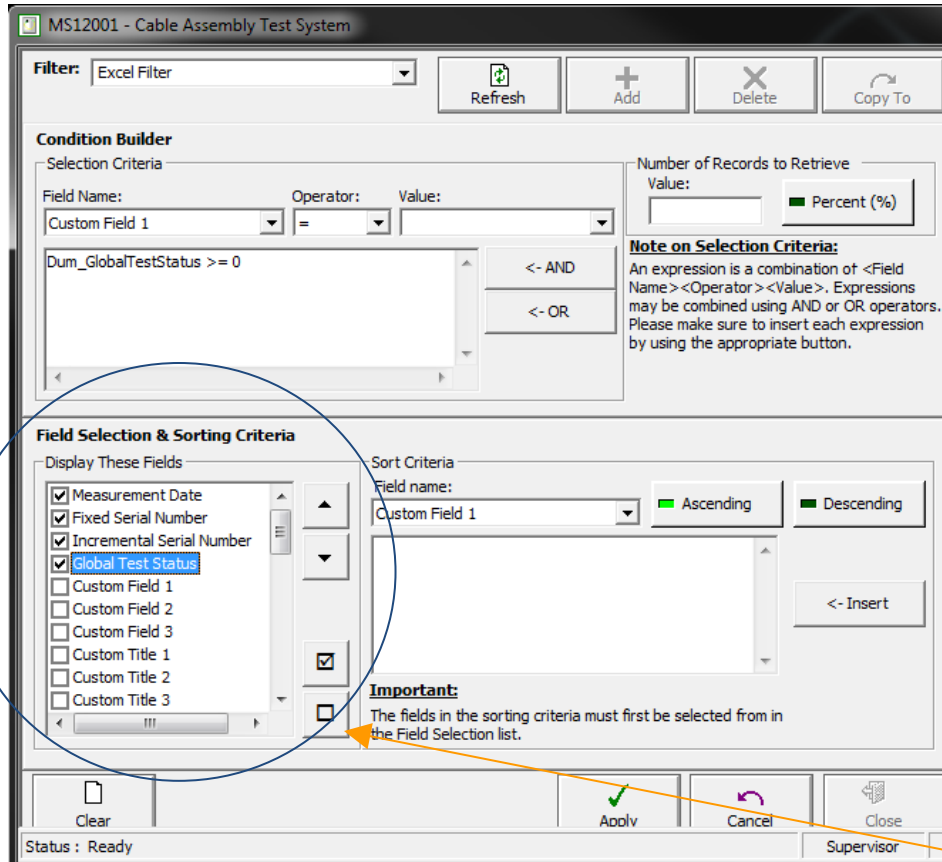 MS12001 - Cable Assembly Test System
Filter: Excel Filter
Refresh
Add
Delete
Copy To
Condition Builder
Selection Criteria
Field Name: Operator: Value:
Custom Field 1 =
Dum_GlobalTestStatus >= 0
<- AND
<- OR
Number of Records to Retrieve
Value:
Percent (%)
Note on Selection Criteria:
An expression is a combination of <Field
Name><Operator><Value>. Expressions
may be combined using AND or OR operators.
Please make sure to insert each expression
by using the appropriate button.
Field Selection & Sorting Criteria
Display These Fields
Measurement Date
Fixed Serial Number
Incremental Serial Number
Global Test Status
Custom Field 1
Custom Field 2
Custom Field 3
Custom Title 1
Custom Title 2
Custom Title 3
Sort Criteria
Field name:
Custom Field 1
Ascending
Descending
<- Insert
Important:
The fields in the sorting criteria must first be selected from in
the Field Selection list.
Clear
Apply
Cancel
Close
Status : Ready
Supervisor